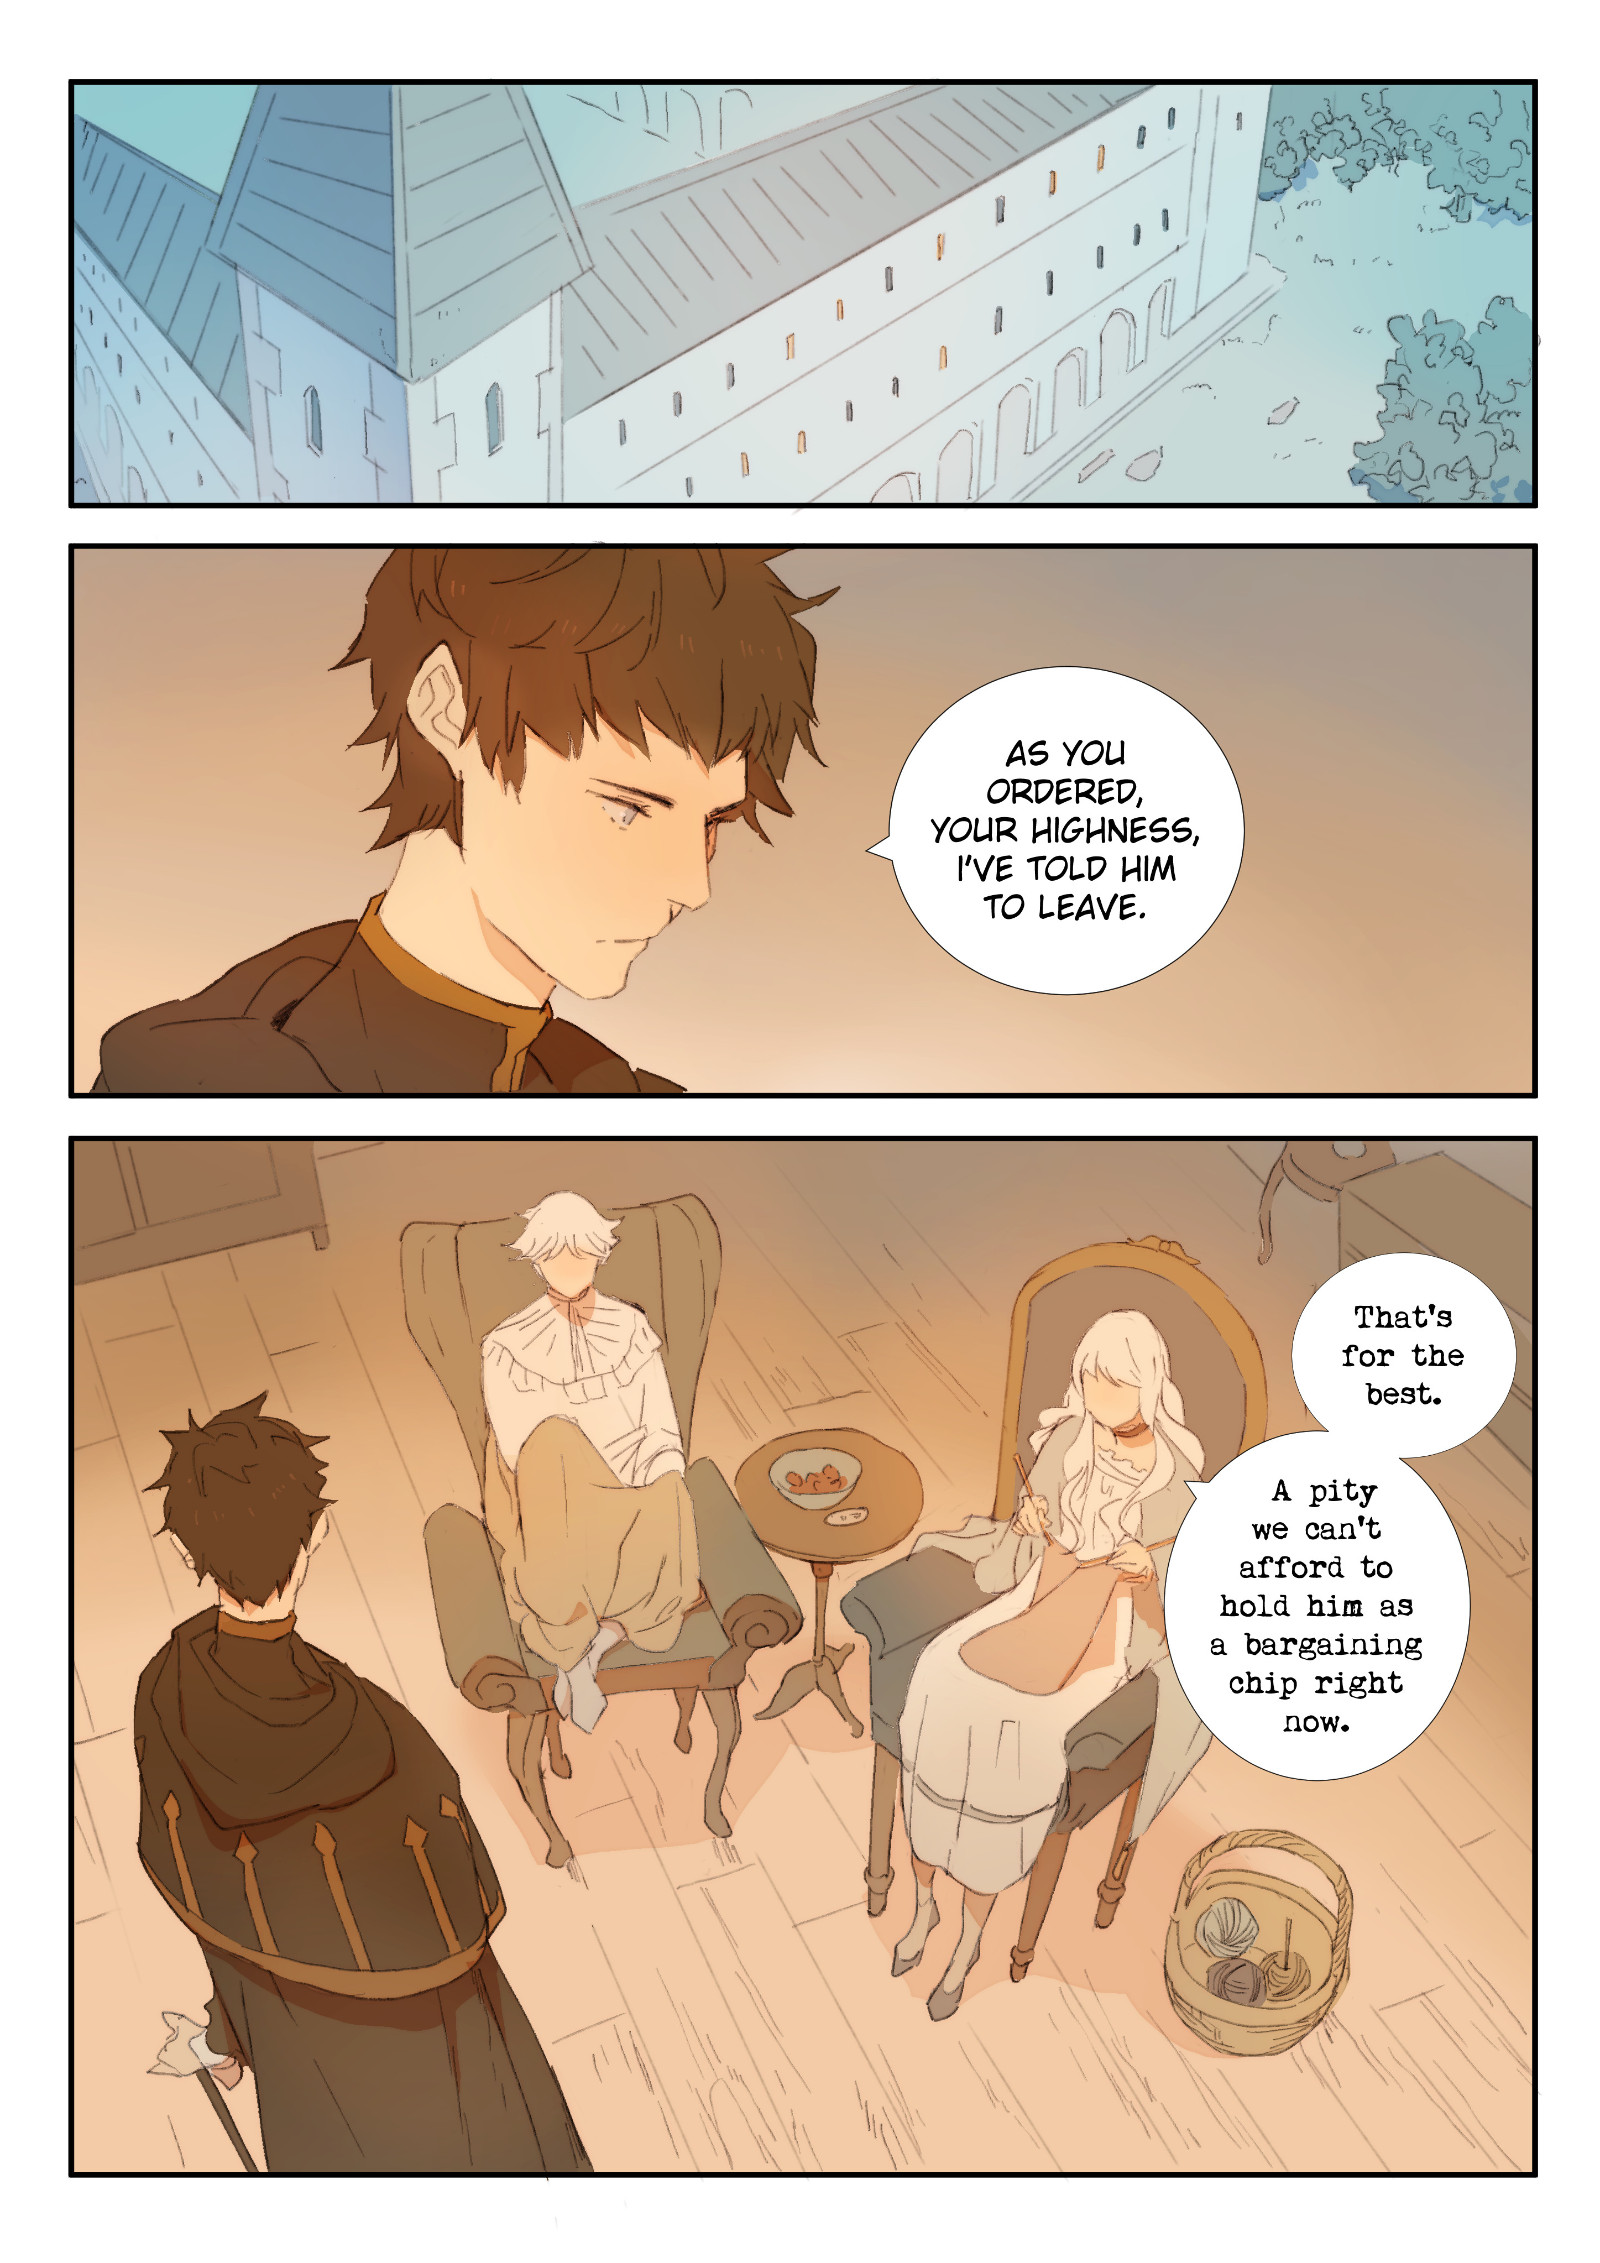 AS YOU
ORDERED,
YOUR HIGHNESS,
I'VE TOLD HIM
TO LEAVE.
That's
for the
best.
A pity
we can't
afford to
hold him as
a bargaining
chip right
now.